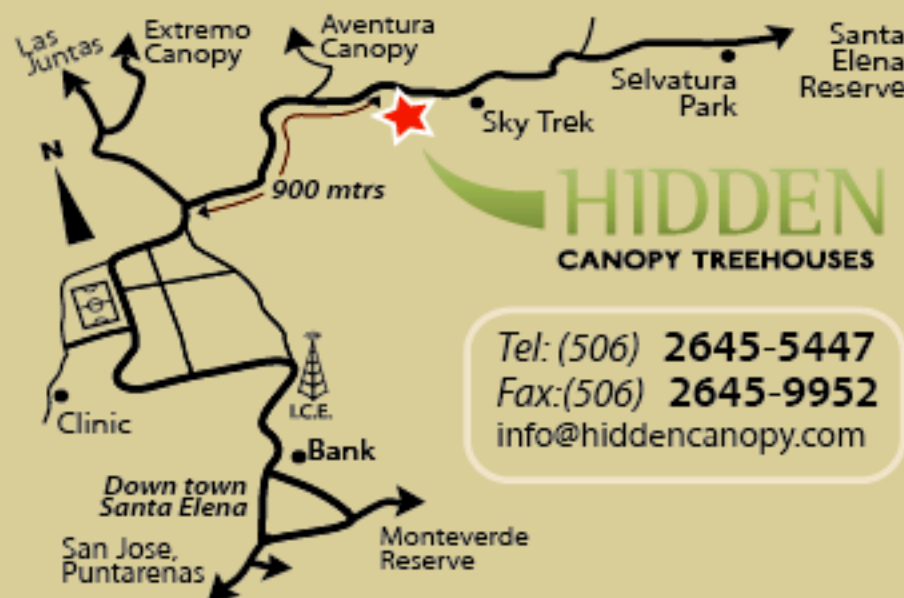 Las
Juntas
Extremo
Canopy
Aventura
Canopy
Santa
Elena
Reserve
Selvatura
Park
Sky Trek
N
900 mtrs
HIDDEN
CANOPY TREEHOUSES
Tel: (506) 2645-5447
Fax:(506) 2645-9952
info@hiddencanopy.com
I.C.E.
Clinic
Bank
Down town
Santa Elena
Monteverde
Reserve
San Jose,
Puntarenas